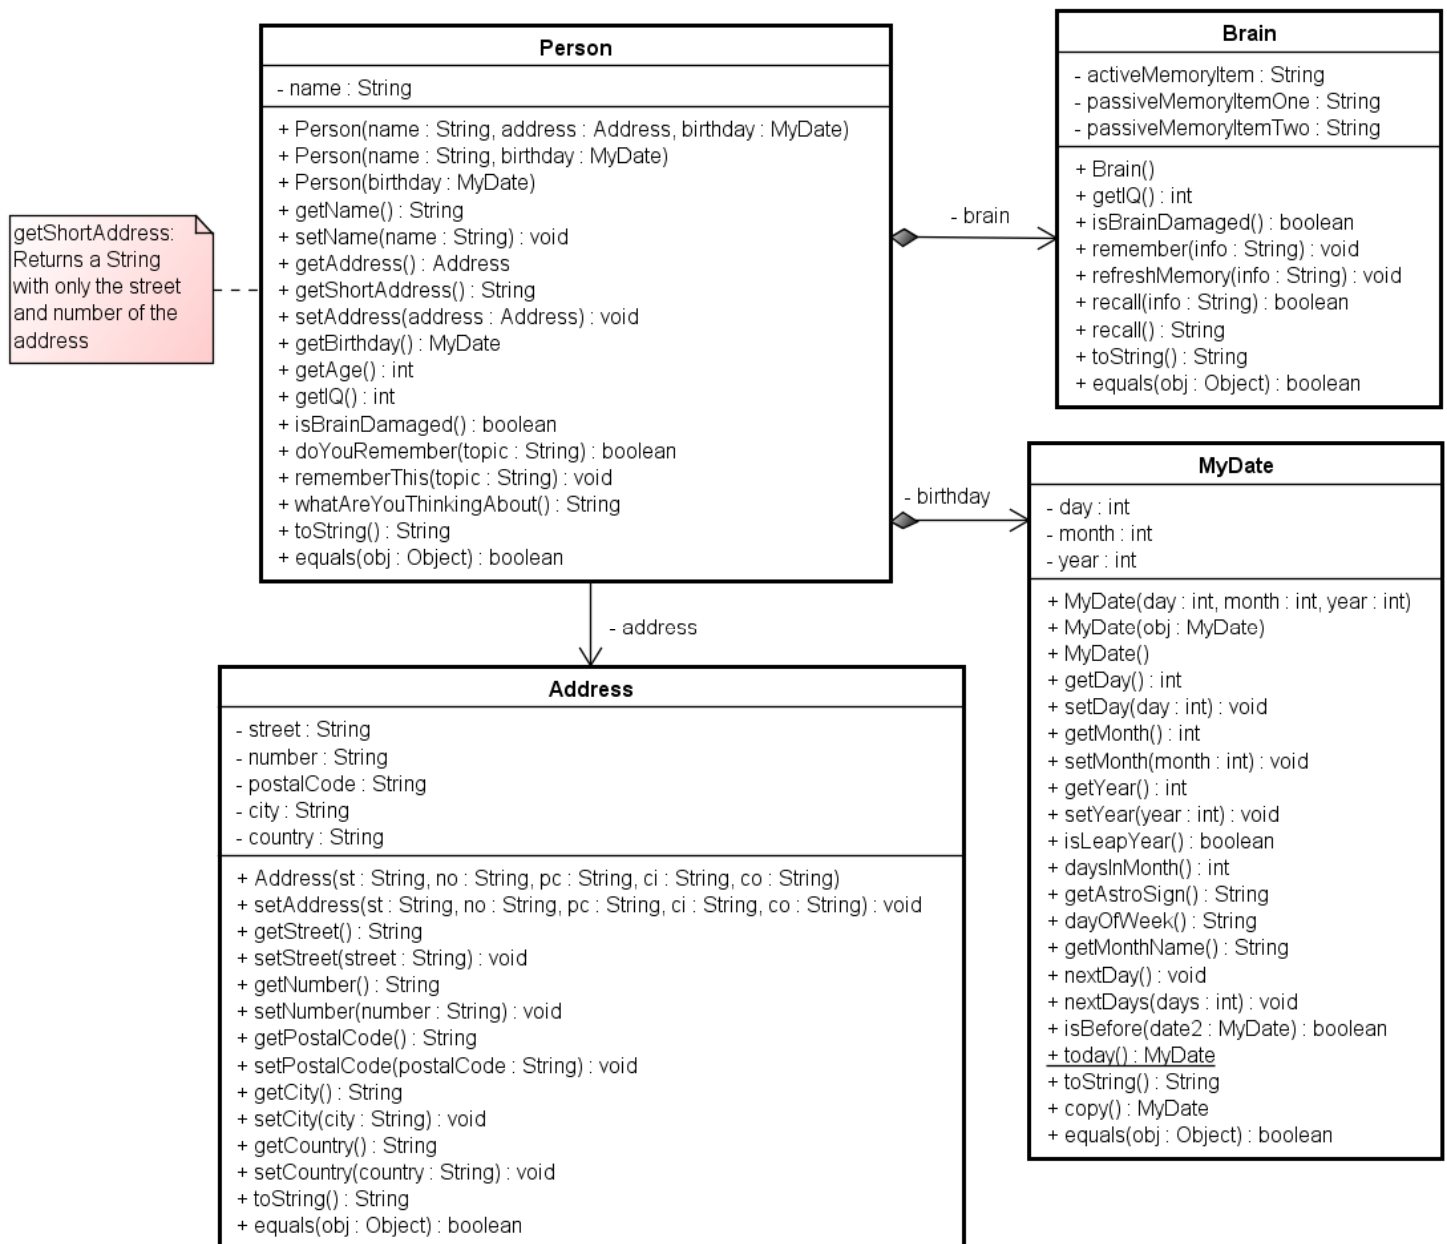 Person
- name : String
+ Person(name : String, address : Address, birthday : MyDate)
+ Person(name : String, birthday : MyDate)
+ Person(birthday : MyDate)
+ getName() : String
+ setName(name : String) : void
+ getAddress() : Address
+ getShortAddress() : String
+ setAddress(address : Address) : void
+ getBirthday() : MyDate
+ getAge() : int
+ getIQ() : int
+ isBrainDamaged() : boolean
+ doYouRemember(topic : String) : boolean
+ rememberThis(topic : String) : void
+ whatAreYouThinkingAbout() : String
+ toString() : String
+ equals(obj : Object) : boolean
getShortAddress:
Returns a String
with only the street
and number of the
address
- brain
Brain
- activeMemoryItem : String
- passiveMemoryItemOne : String
- passiveMemoryItemTwo : String
+ Brain()
+ getIQ() : int
+ isBrainDamaged() : boolean
+ remember(info : String) : void
+ refreshMemory(info : String) : void
+ recall(info : String) : boolean
+ recall() : String
+ toString() : String
+ equals(obj : Object) : boolean
- birthday
MyDate
- day : int
- month : int
- year : int
+ MyDate(day : int, month : int, year : int)
+ MyDate(obj : MyDate)
+ MyDate()
+ getDay() : int
+ setDay(day : int) : void
+ getMonth() : int
+ setMonth(month : int) : void
+ getYear() : int
+ setYear(year : int) : void
+ isLeapYear() : boolean
+ daysInMonth() : int
+ getAstroSign() : String
+ dayOfWeek() : String
+ getMonthName() : String
+ nextDay() : void
+ nextDays(days : int) : void
+ isBefore(date2 : MyDate) : boolean
+ today() : MyDate
+ toString() : String
+ copy() : MyDate
+ equals(obj : Object) : boolean
- address
Address
- street : String
- number : String
- postalCode : String
- city : String
- country : String
+ Address(st : String, no : String, pc : String, ci : String, co : String)
+ setAddress(st : String, no : String, pc : String, ci : String, co : String) : void
+ getStreet() : String
+ setStreet(street : String) : void
+ getNumber() : String
+ setNumber(number : String) : void
+ getPostalCode() : String
+ setPostalCode(postalCode : String) : void
+ getCity() : String
+ setCity(city : String) : void
+ getCountry() : String
+ setCountry(country : String) : void
+ toString() : String
+ equals(obj : Object) : boolean